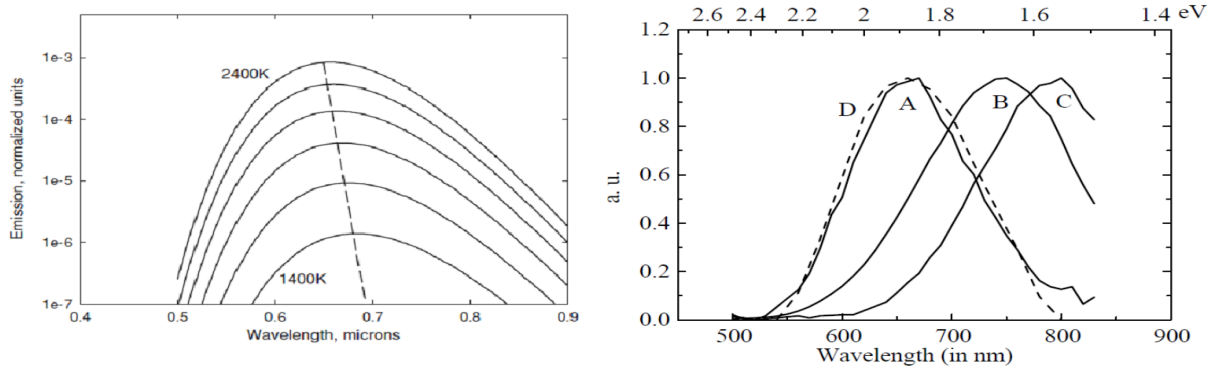 Emission, normalized units
1e-3
1e-4
1e-5
1e-6
1e-7
2400K
1400K
0.4 0.5 0.6 0.7 0.8 0.9
Wavelength, microns
2.6 2.4 2.2 2 1.8 1.6 1.4 eV
a. u.
1.2
1.0
0.8
0.6
0.4
0.2
0.0
D A B C
500 600 700 800 900
Wavelength (in nm)